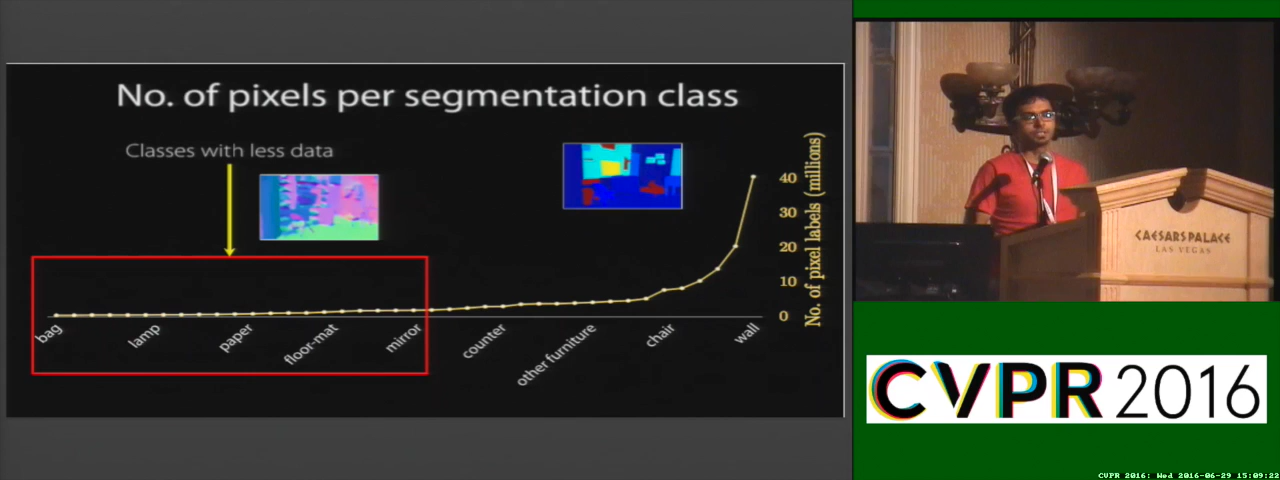 No. of pixels per segmentation class
Classes with less data
No. of pixel labels (millions)
40
30
20
10
0
bag
lamp
paper
floor-mat
mirror
counter
other furniture
chair
wall
CAESARS PALACE
LAS VEGAS
CVPR 2016
CVPR 2016: Wed 2016-06-29 15:09:22